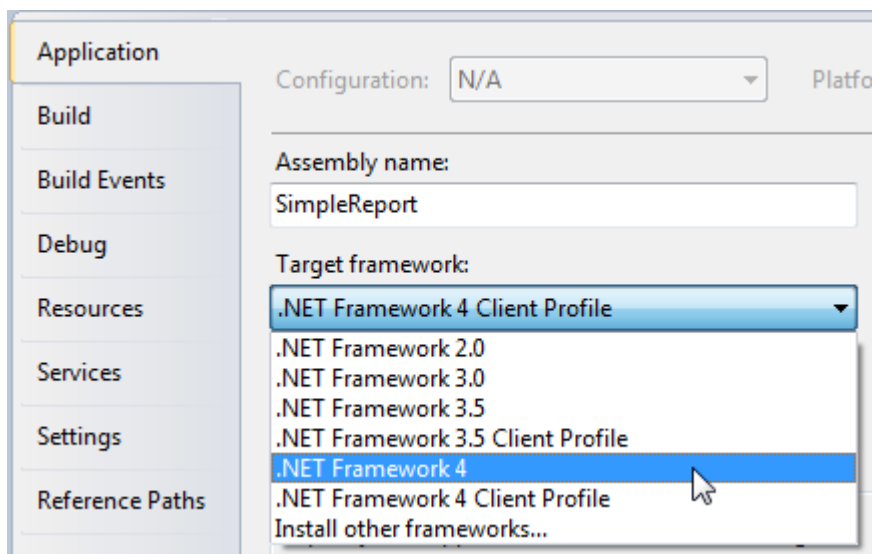 Application
Build
Build Events
Debug
Resources
Services
Settings
Reference Paths
Configuration: N/A
Assembly name:
SimpleReport
Target framework:
.NET Framework 4 Client Profile
.NET Framework 2.0
.NET Framework 3.0
.NET Framework 3.5
.NET Framework 3.5 Client Profile
.NET Framework 4
.NET Framework 4 Client Profile
Install other frameworks...